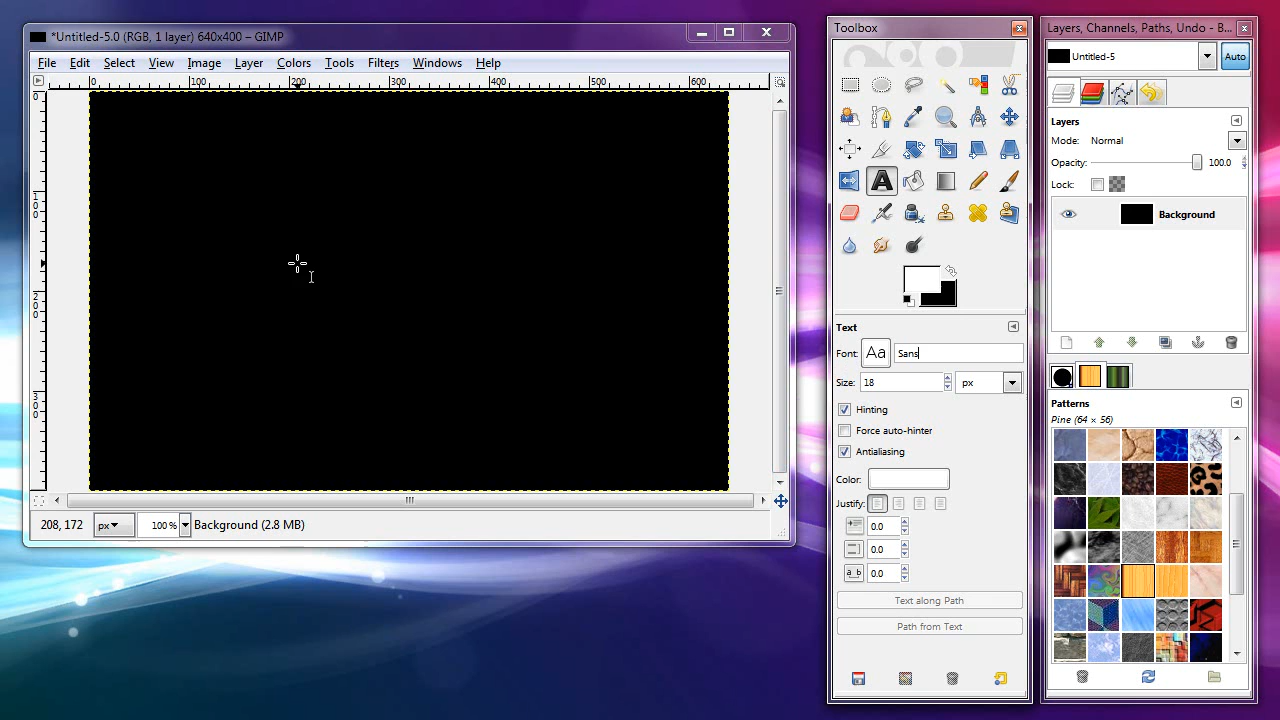 *Untitled-5.0 (RGB, 1 layer) 640x400 – GIMP
File Edit Select View Image Layer Colors Tools Filters Windows Help
0 100 200 300 400 500 600
0
100
200
300
208, 172 px 100 % Background (2.8 MB)
Toolbox
Text
Font: Aa Sans
Size: 18 px
Hinting
Force auto-hinter
Antialiasing
Color:
Justify:
0.0
0.0
a b 0.0
Text along Path
Path from Text
Layers, Channels, Paths, Undo - B...
Untitled-5 Auto
Layers
Mode: Normal
Opacity: 100.0
Lock:
Background
Patterns
Pine (64 × 56)